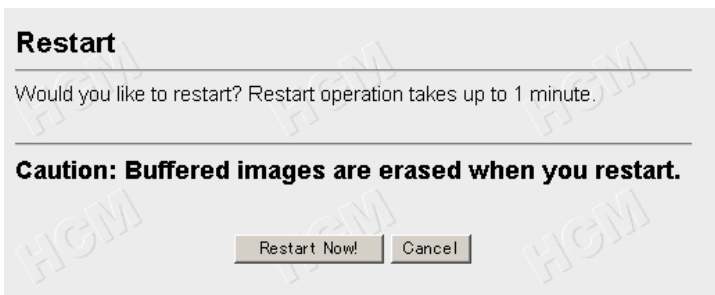 Restart
Would you like to restart? Restart operation takes up to 1 minute.
Caution: Buffered images are erased when you restart.
Restart Now! Cancel
HCM
HCM
HCM
HCM
HCM
HCM